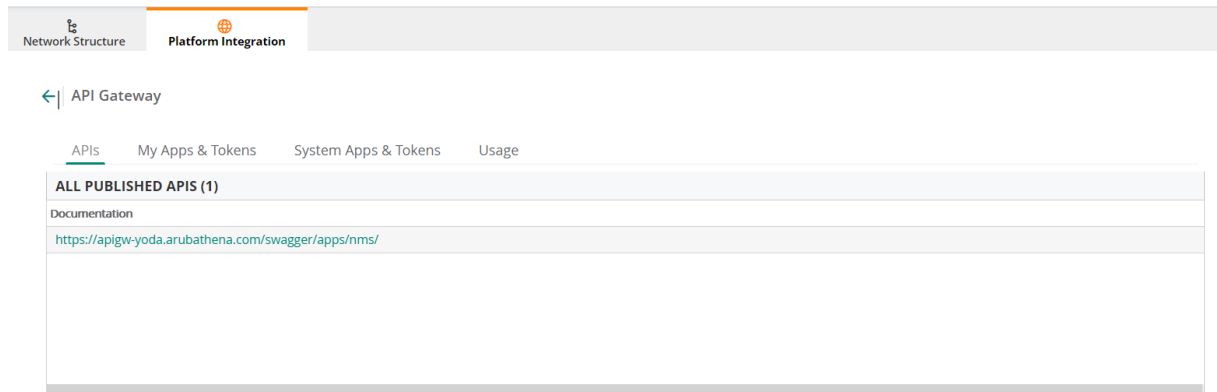 Network Structure
Platform Integration
API Gateway
APIs
My Apps & Tokens
System Apps & Tokens
Usage
ALL PUBLISHED APIS (1)
Documentation
https://apigw-yoda.arubathena.com/swagger/apps/nms/